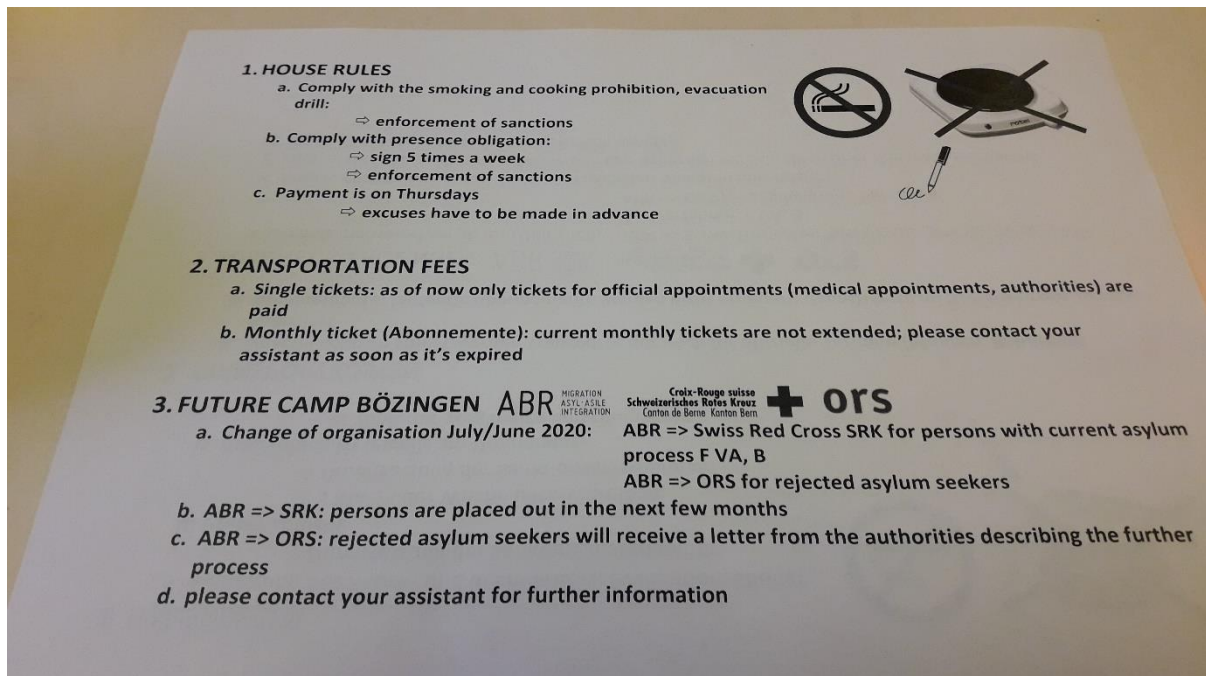 1. HOUSE RULES
a. Comply with the smoking and cooking prohibition, evacuation
drill:
⇨ enforcement of sanctions
b. Comply with presence obligation:
⇨ sign 5 times a week
⇨ enforcement of sanctions
c. Payment is on Thursdays
⇨ excuses have to be made in advance
rotel
2. TRANSPORTATION FEES
a. Single tickets: as of now only tickets for official appointments (medical appointments, authorities) are
paid
b. Monthly ticket (Abonnemente): current monthly tickets are not extended; please contact your
assistant as soon as it's expired
3. FUTURE CAMP BÖZINGEN ABR MIGRATION
ASYL·ASILE
INTEGRATION
Croix-Rouge suisse
Schweizerisches Rotes Kreuz
Canton de Berne Kanton Bern
ors
a. Change of organisation July/June 2020: ABR => Swiss Red Cross SRK for persons with current asylum
process F VA, B
ABR => ORS for rejected asylum seekers
b. ABR => SRK: persons are placed out in the next few months
c. ABR => ORS: rejected asylum seekers will receive a letter from the authorities describing the further
process
d. please contact your assistant for further information